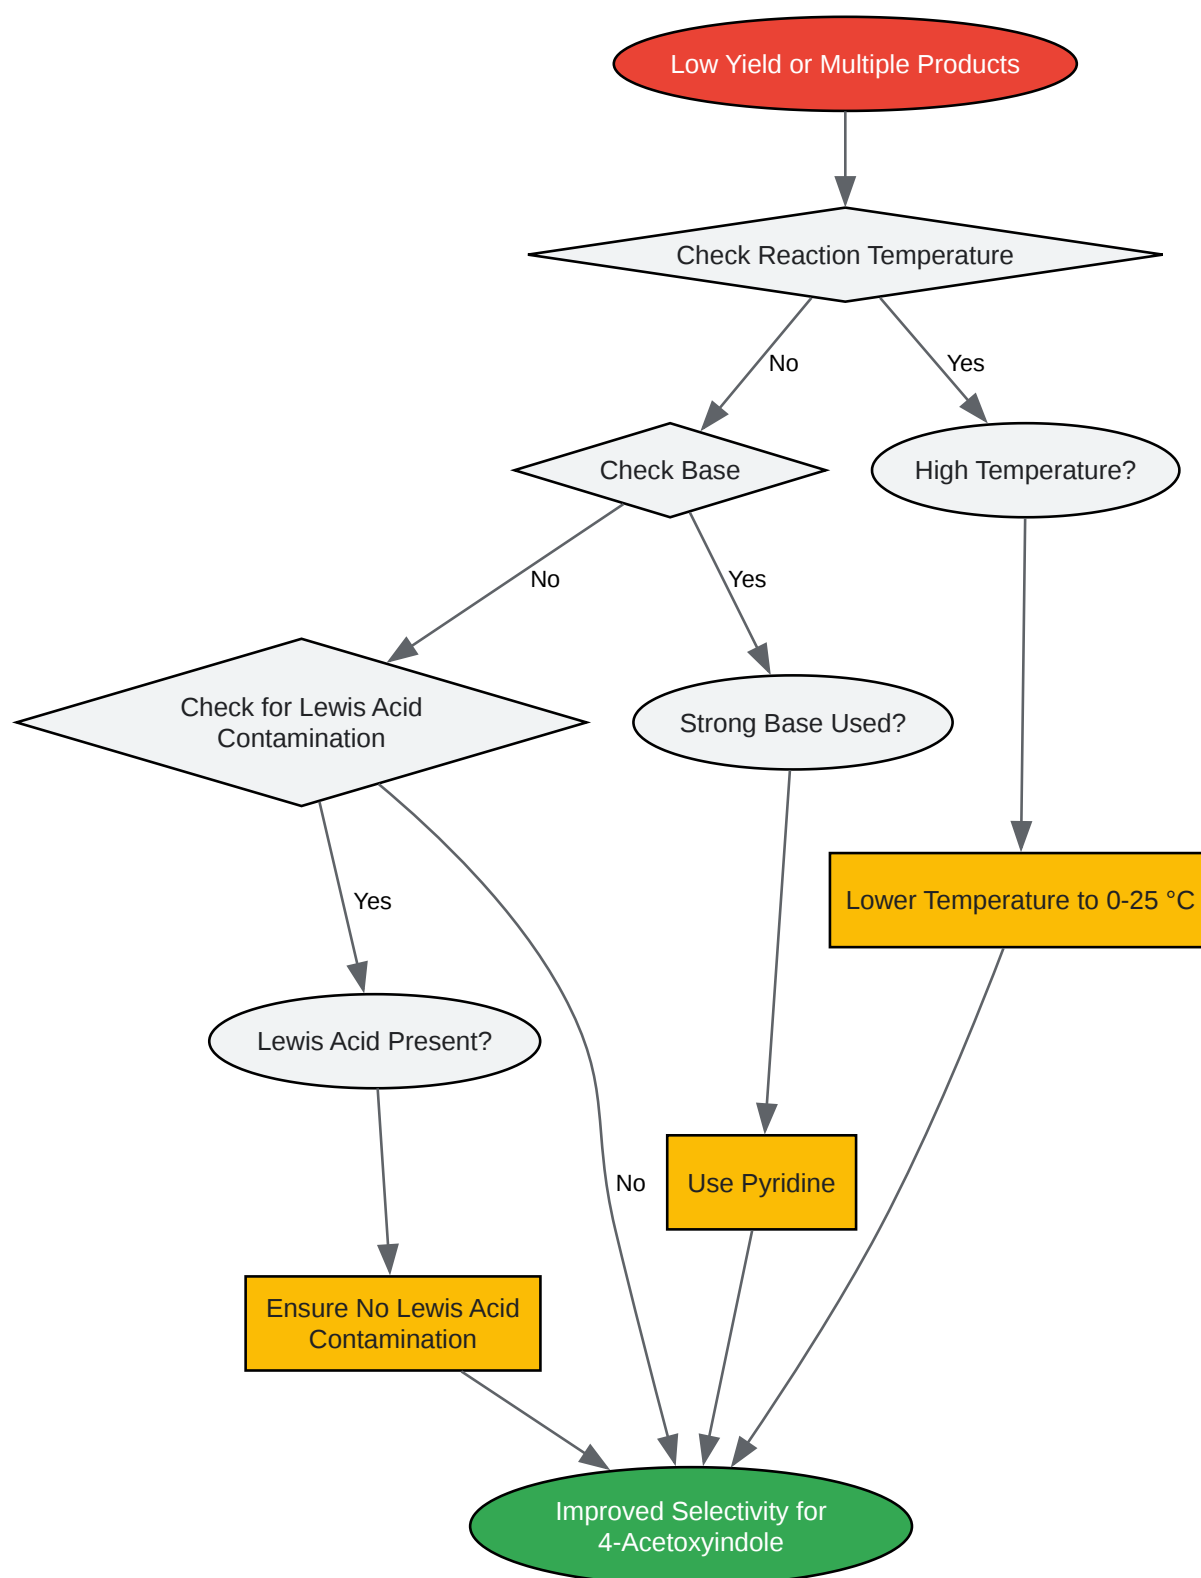 Low Yield or Multiple Products
Check Reaction Temperature
No
Yes
Check Base
High Temperature?
No
Yes
Check for Lewis Acid
Contamination
Strong Base Used?
Yes
Lower Temperature to 0-25 °C
Lewis Acid Present?
No
Use Pyridine
Ensure No Lewis Acid
Contamination
Improved Selectivity for
4-Acetoxyindole